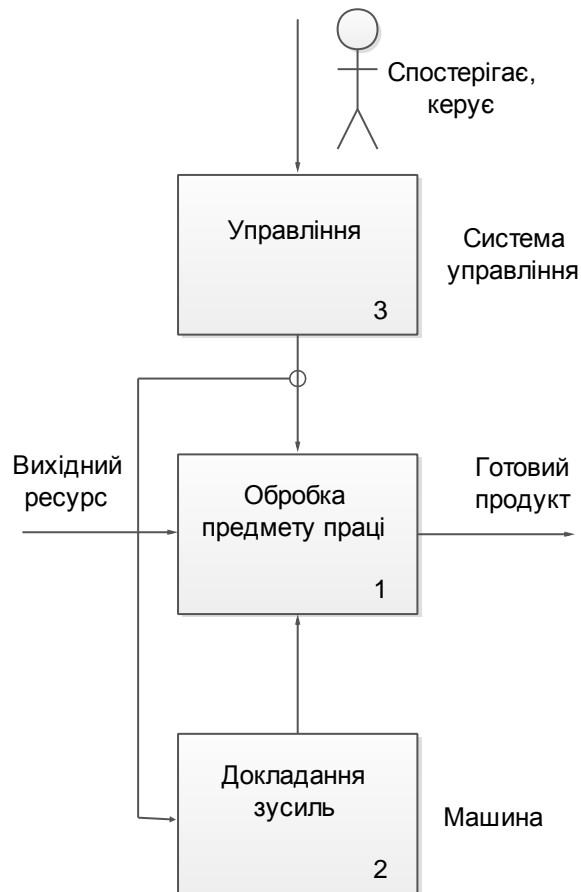 Спостерігає,
керує
Управління
3
Система
управління
Вихідний
ресурс
Обробка
предмету праці
1
Готовий
продукт
Докладання
зусиль
2
Машина